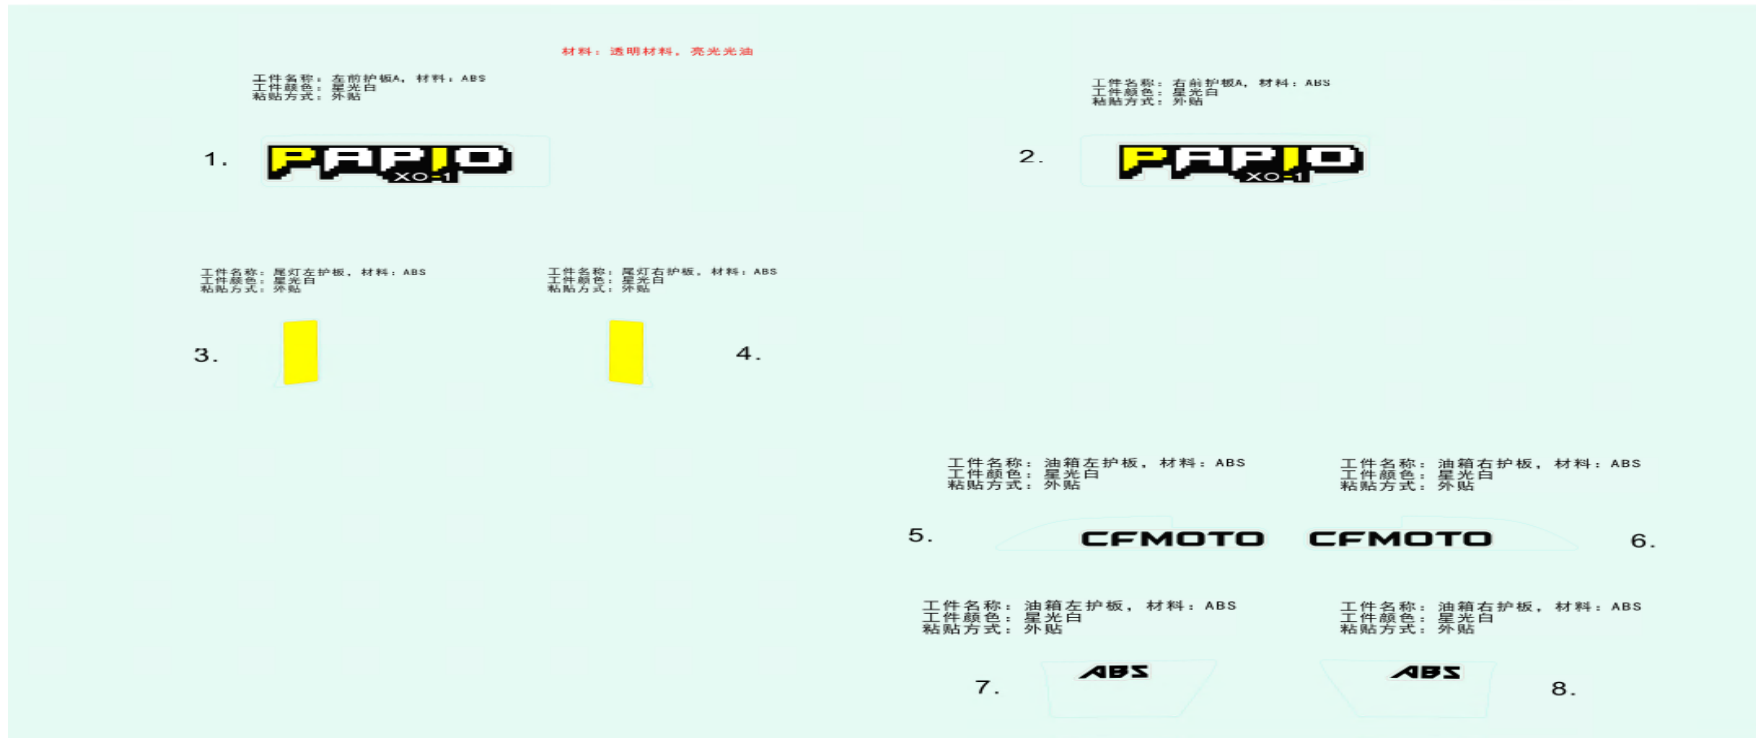 材料：透明材料，亮光光油
工件名称：左前护板A，材料：ABS
工件颜色：星光白
粘贴方式：外贴
工件名称：右前护板A，材料：ABS
工件颜色：星光白
粘贴方式：外贴
1.
PAPIO
XO-1
2.
PAPIO
XO-1
工件名称：尾灯左护板，材料：ABS
工件颜色：星光白
粘贴方式：外贴
工件名称：尾灯右护板，材料：ABS
工件颜色：星光白
粘贴方式：外贴
3.
4.
工件名称：油箱左护板，材料：ABS
工件颜色：星光白
粘贴方式：外贴
工件名称：油箱右护板，材料：ABS
工件颜色：星光白
粘贴方式：外贴
5.
CFMOTO
CFMOTO
6.
工件名称：油箱左护板，材料：ABS
工件颜色：星光白
粘贴方式：外贴
工件名称：油箱右护板，材料：ABS
工件颜色：星光白
粘贴方式：外贴
7.
ABS
ABS
8.